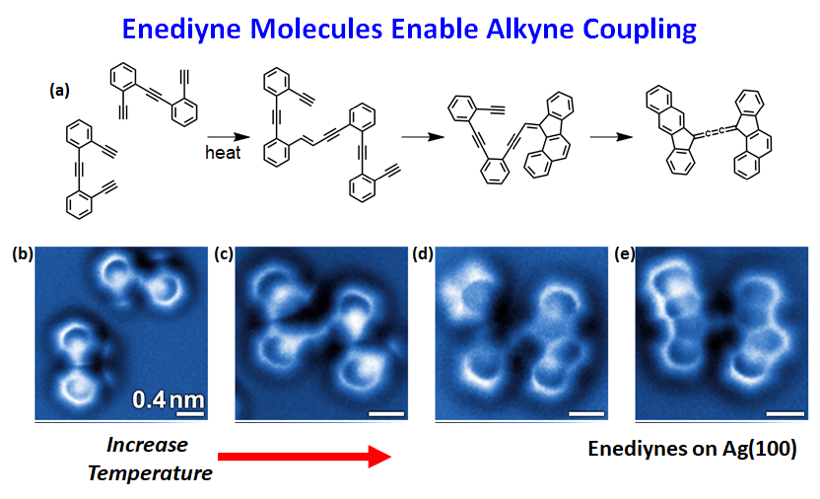 Enediyne Molecules Enable Alkyne Coupling
(a)
heat
(b)
(c)
(d)
(e)
0.4 nm
Increase
Temperature
Enediynes on Ag(100)